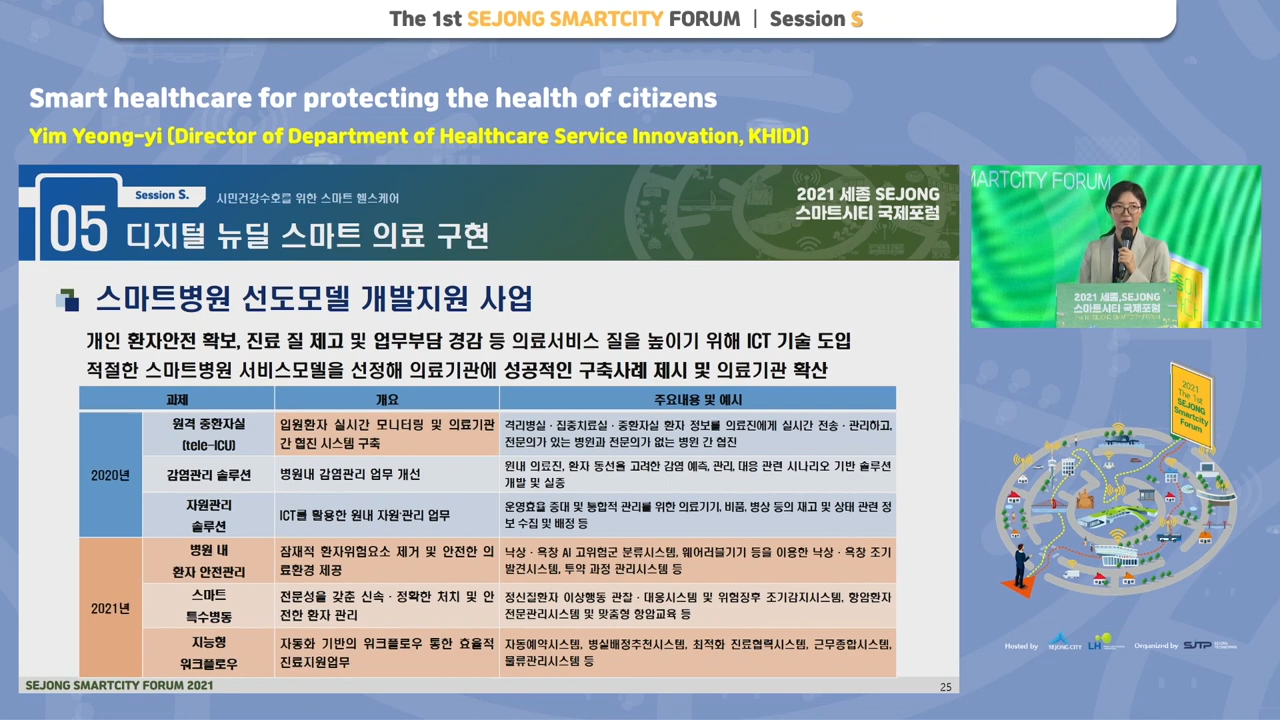 The 1st SEJONG SMARTCITY FORUM | Session S
Smart healthcare for protecting the health of citizens
Yim Yeong-yi (Director of Department of Healthcare Service Innovation, KHIDI)
Session S.
시민건강수호를 위한 스마트 헬스케어
05 디지털 뉴딜 스마트 의료 구현
2021 세종 SEJONG
스마트시티 국제포럼
스마트병원 선도모델 개발지원 사업
개인 환자안전 확보, 진료 질 제고 및 업무부담 경감 등 의료서비스 질을 높이기 위해 ICT 기술 도입
적절한 스마트병원 서비스모델을 선정해 의료기관에 성공적인 구축사례 제시 및 의료기관 확산
과제 개요 주요내용 및 예시
2020년
원격 중환자실
(tele-ICU)
입원환자 실시간 모니터링 및 의료기관
간 협진 시스템 구축
격리병실·집중치료실·중환자실 환자 정보를 의료진에게 실시간 전송·관리하고,
전문의가 있는 병원과 전문의가 없는 병원 간 협진
감염관리 솔루션
병원내 감염관리 업무 개선
원내 의료진, 환자 동선을 고려한 감염 예측, 관리, 대응 관련 시나리오 기반 솔루션
개발 및 실증
자원관리
솔루션
ICT를 활용한 원내 자원·관리 업무
운영효율 증대 및 통합적 관리를 위한 의료기기, 비품, 병상 등의 재고 및 상태 관련 정
보 수집 및 배정 등
2021년
병원 내
환자 안전관리
잠재적 환자위험요소 제거 및 안전한 의
료환경 제공
낙상·욕창 AI 고위험군 분류시스템, 웨어러블기기 등을 이용한 낙상·욕창 조기
발견시스템, 투약 과정 관리시스템 등
스마트
특수병동
전문성을 갖춘 신속·정확한 처치 및 안
전한 환자 관리
정신질환자 이상행동 관찰·대응시스템 및 위험징후 조기감지시스템, 항암환자
전문관리시스템 및 맞춤형 항암교육 등
지능형
워크플로우
자동화 기반의 워크플로우 통한 효율적
진료지원업무
자동예약시스템, 병실배정추천시스템, 최적화 진료협력시스템, 근무종합시스템,
물류관리시스템 등
SEJONG SMARTCITY FORUM 2021
25
MARTCITY FORUM
2021 세종,SEJONG
스마트시티 국제포럼
2021
The 1st
SEJONG
Smartcity
Forum
Hosted by SEJONG CITY LH Organized by SJTP